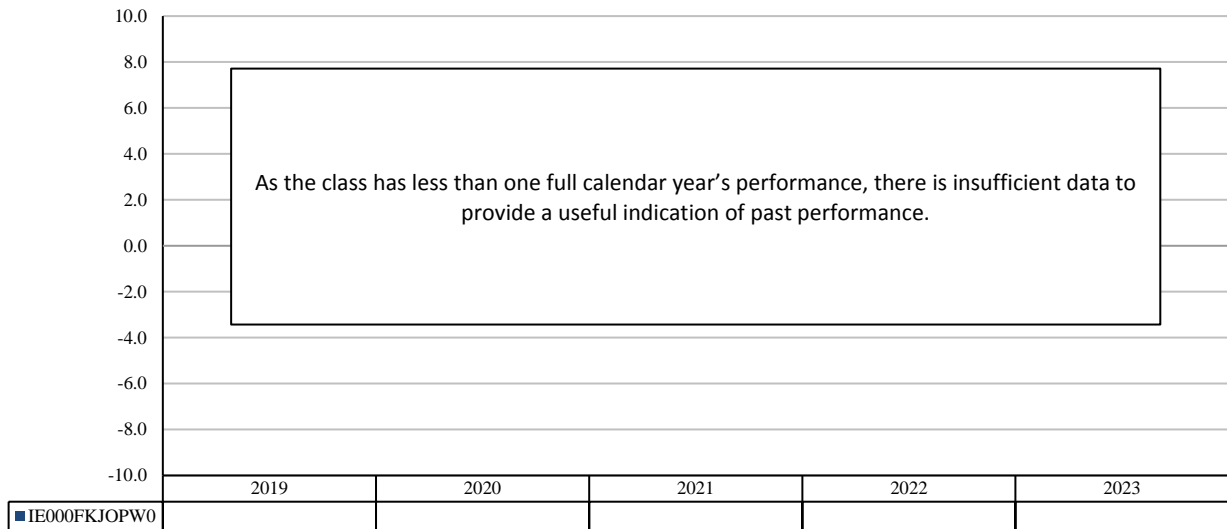 10.0
8.0
6.0
4.0
2.0
0.0
-2.0
-4.0
-6.0
-8.0
-10.0
As the class has less than one full calendar year’s performance, there is insufficient data to
provide a useful indication of past performance.
2019 2020 2021 2022 2023
IE000FKJOPW0